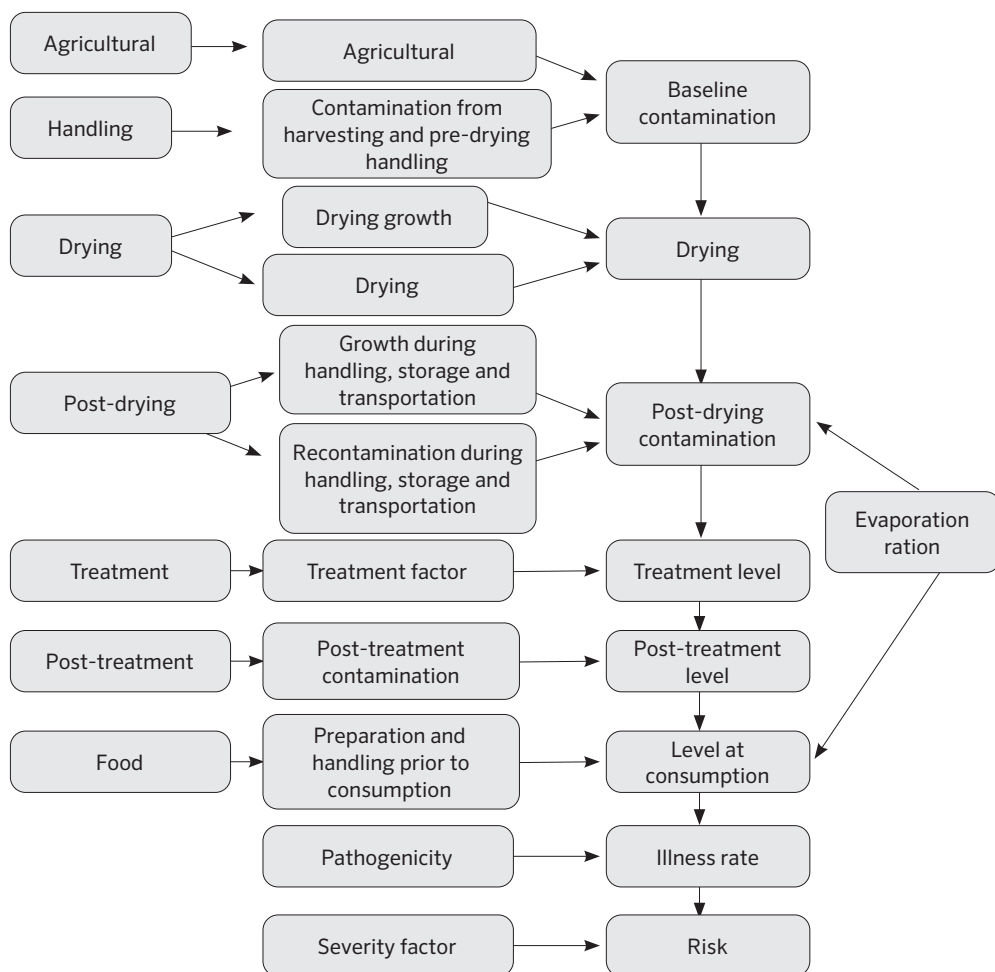 Agricultural
Agricultural
Baseline
contamination
Handling
Contamination from
harvesting and pre-drying
handling
Drying
Drying growth
Drying
Drying
Post-drying
Growth during
handling, storage and
transportation
Post-drying
contamination
Recontamination during
handling, storage and
transportation
Evaporation
ration
Treatment
Treatment factor
Treatment level
Post-treatment
Post-treatment
contamination
Post-treatment
level
Food
Preparation and
handling prior to
consumption
Level at
consumption
Pathogenicity
Illness rate
Severity factor
Risk